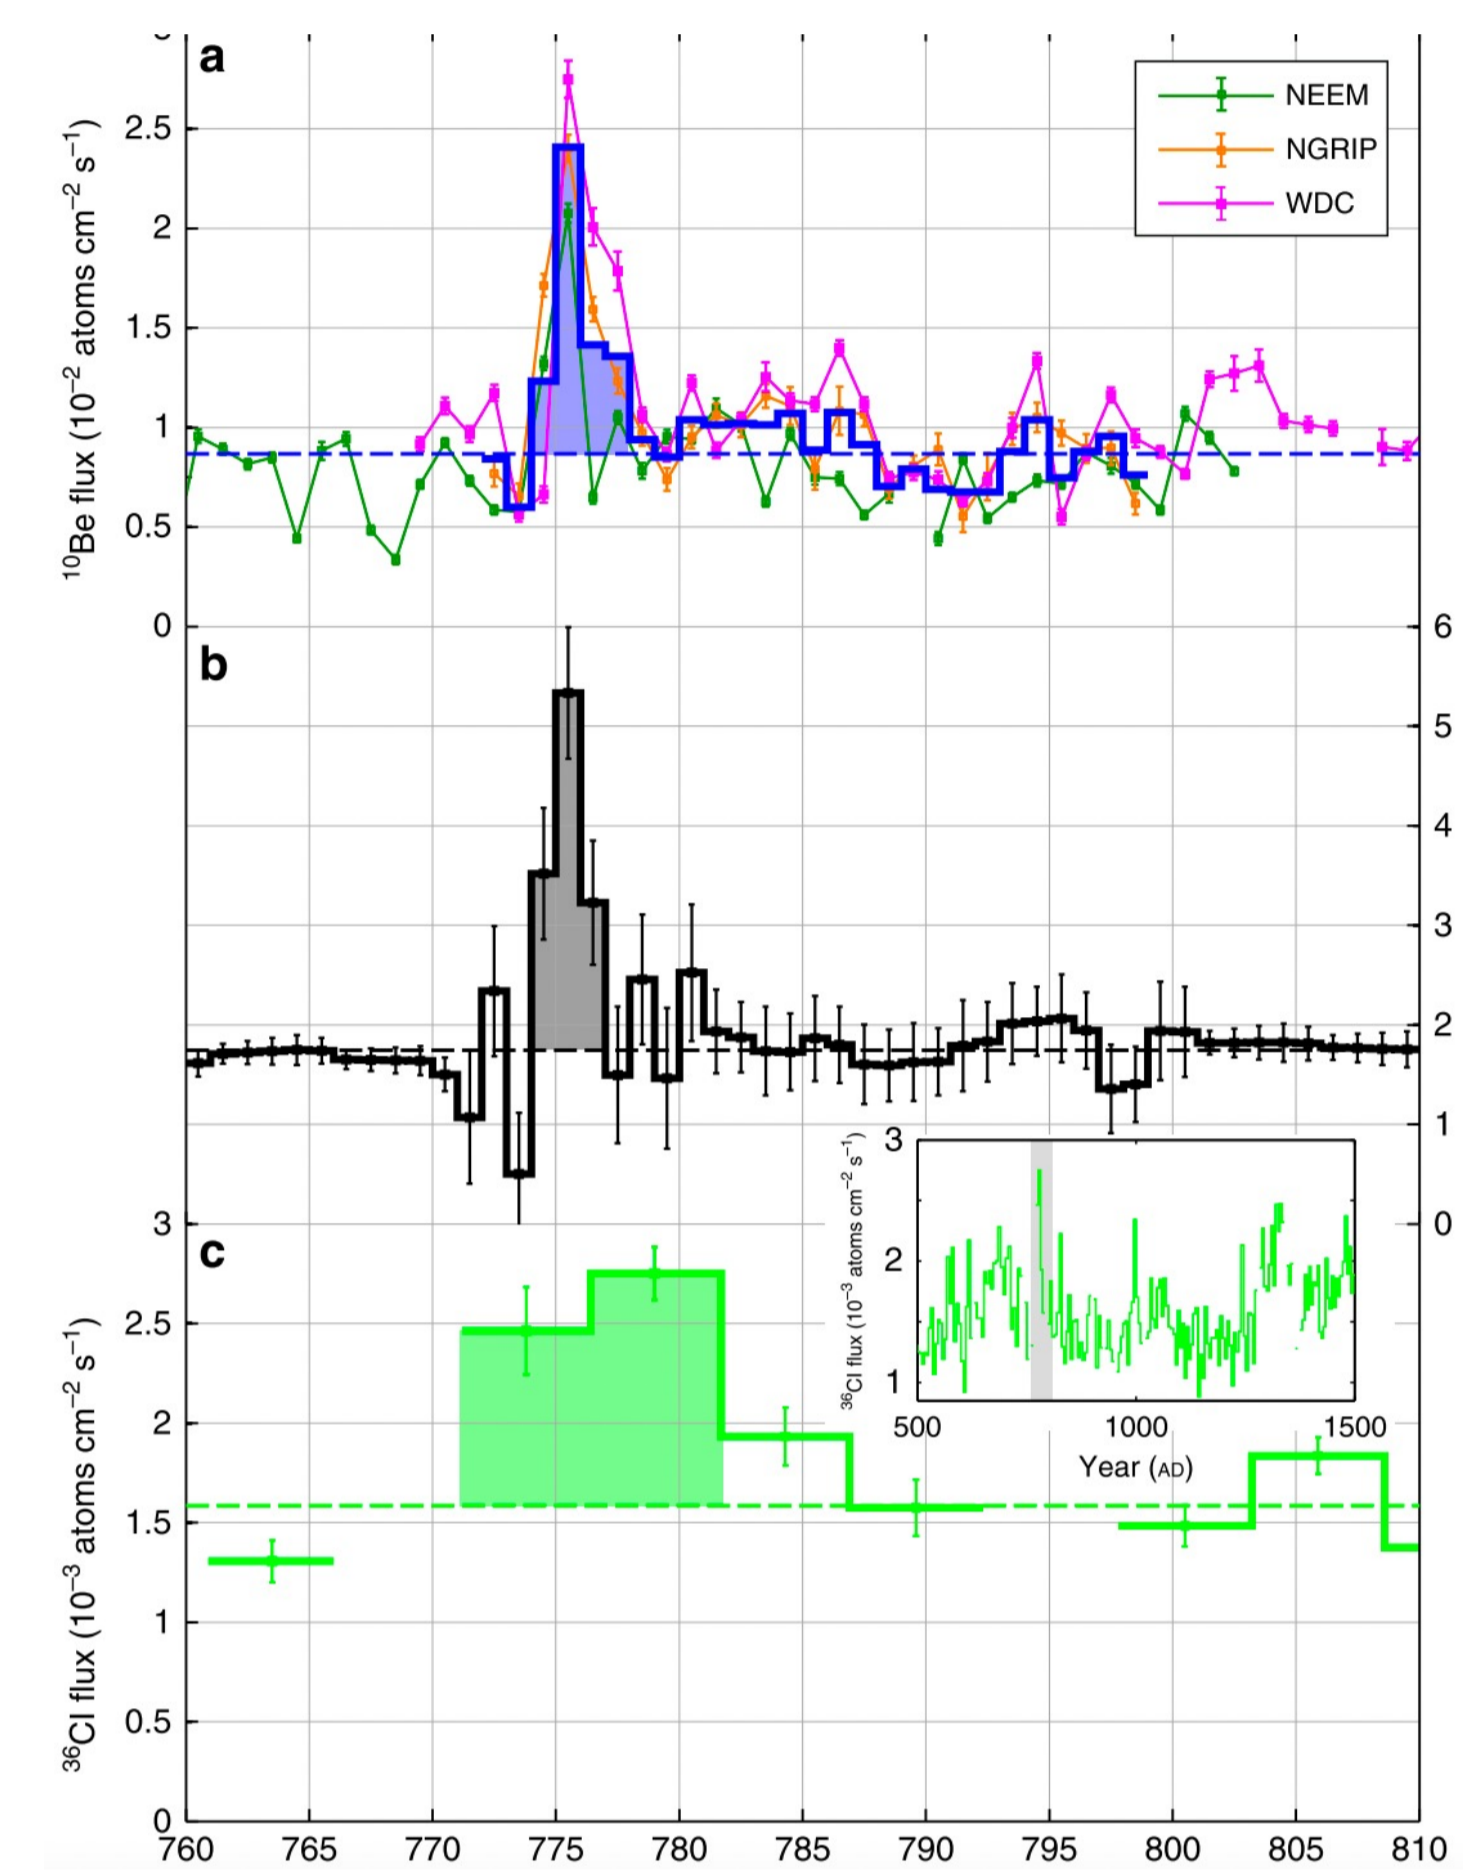 a
NEEM
NGRIP
WDC
2.5
2
1.5
1
0.5
0
¹⁰Be flux (10⁻² atoms cm⁻² s⁻¹)
b
6
5
4
3
2
1
0
c
3
2.5
2
1.5
1
0.5
0
³⁶Cl flux (10⁻³ atoms cm⁻² s⁻¹)
³⁶Cl flux (10⁻³ atoms cm⁻² s⁻¹)
3
2
1
500 1000 1500
Year (AD)
760 765 770 775 780 785 790 795 800 805 810